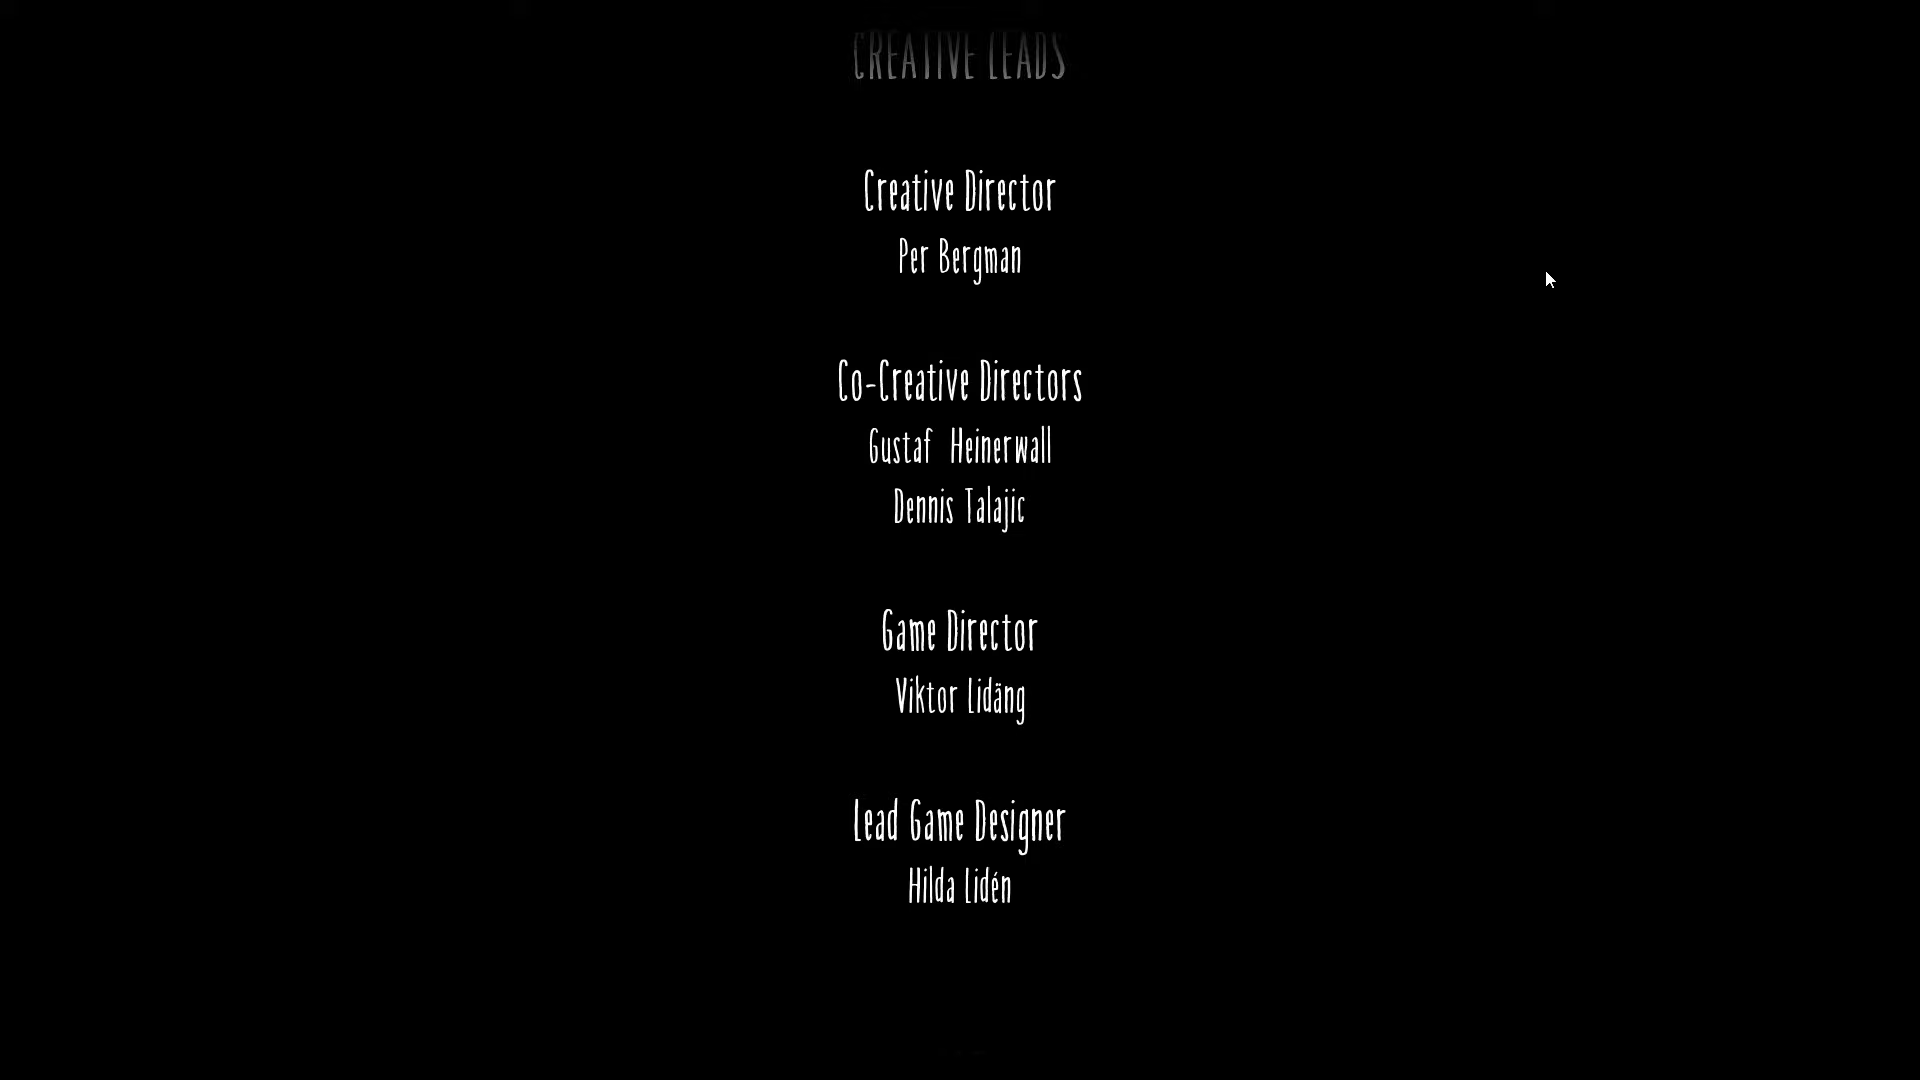 CREATIVE LEADS
Creative Director
Per Bergman
Co-Creative Directors
Gustaf Heinerwall
Dennis Talajic
Game Director
Viktor Lidäng
Lead Game Designer
Hilda Lidén